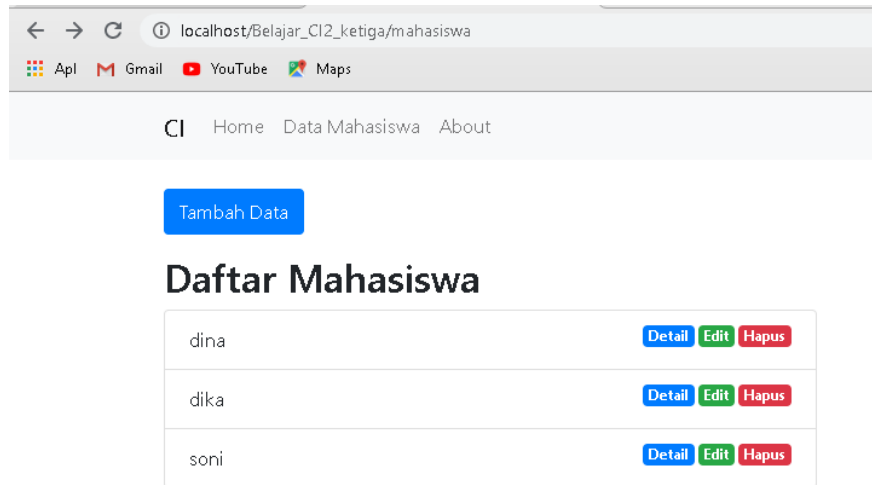 localhost/Belajar_CI2_ketiga/mahasiswa
Apl Gmail YouTube Maps
CI Home Data Mahasiswa About
Tambah Data
Daftar Mahasiswa
dina Detail Edit Hapus
dika Detail Edit Hapus
soni Detail Edit Hapus